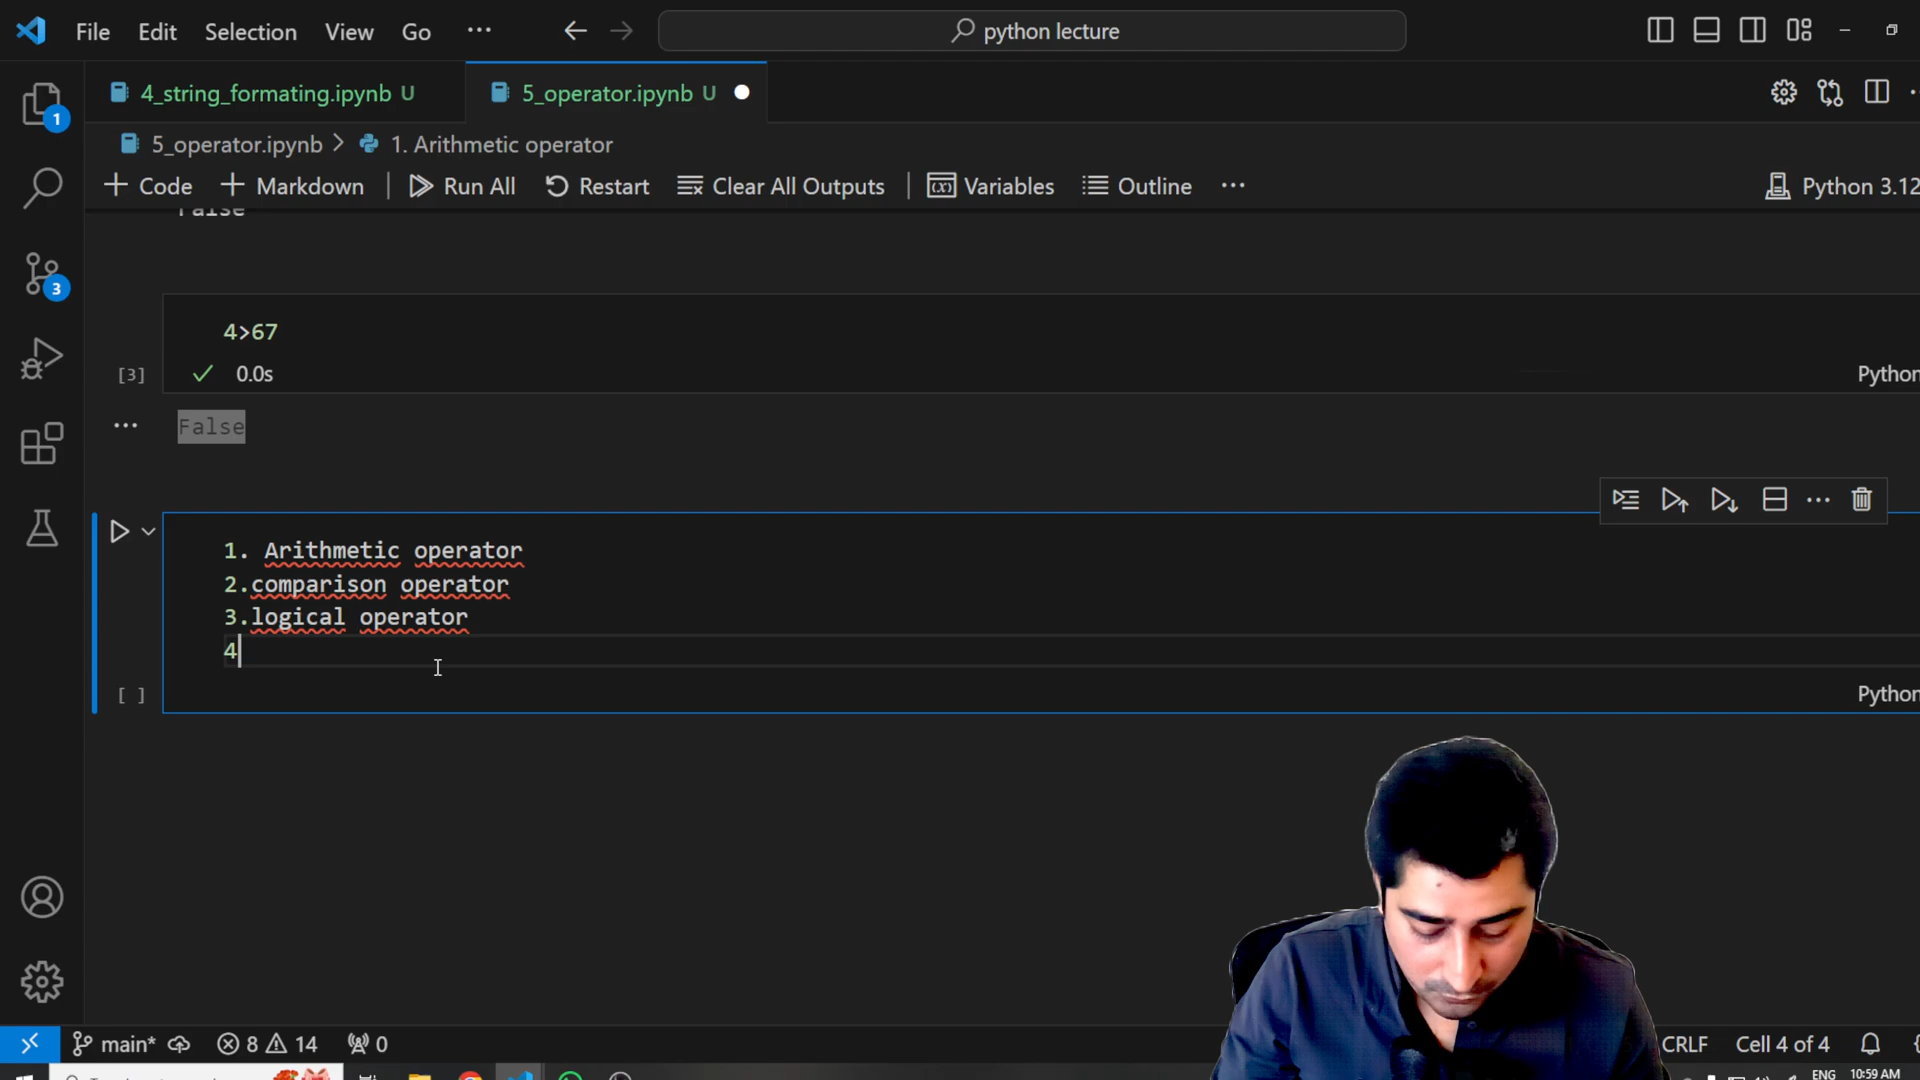 File Edit Selection View Go ··· python lecture
4_string_formating.ipynb U 5_operator.ipynb U
5_operator.ipynb > 1. Arithmetic operator
+ Code + Markdown | Run All Restart Clear All Outputs | Variables Outline ··· Python 3.12
False
4>67
[3] 0.0s Python
False
1. Arithmetic operator
2.comparison operator
3.logical operator
4
[ ] Python
1
3
main* 8 14 0 CRLF Cell 4 of 4
ENG 10:59 AM